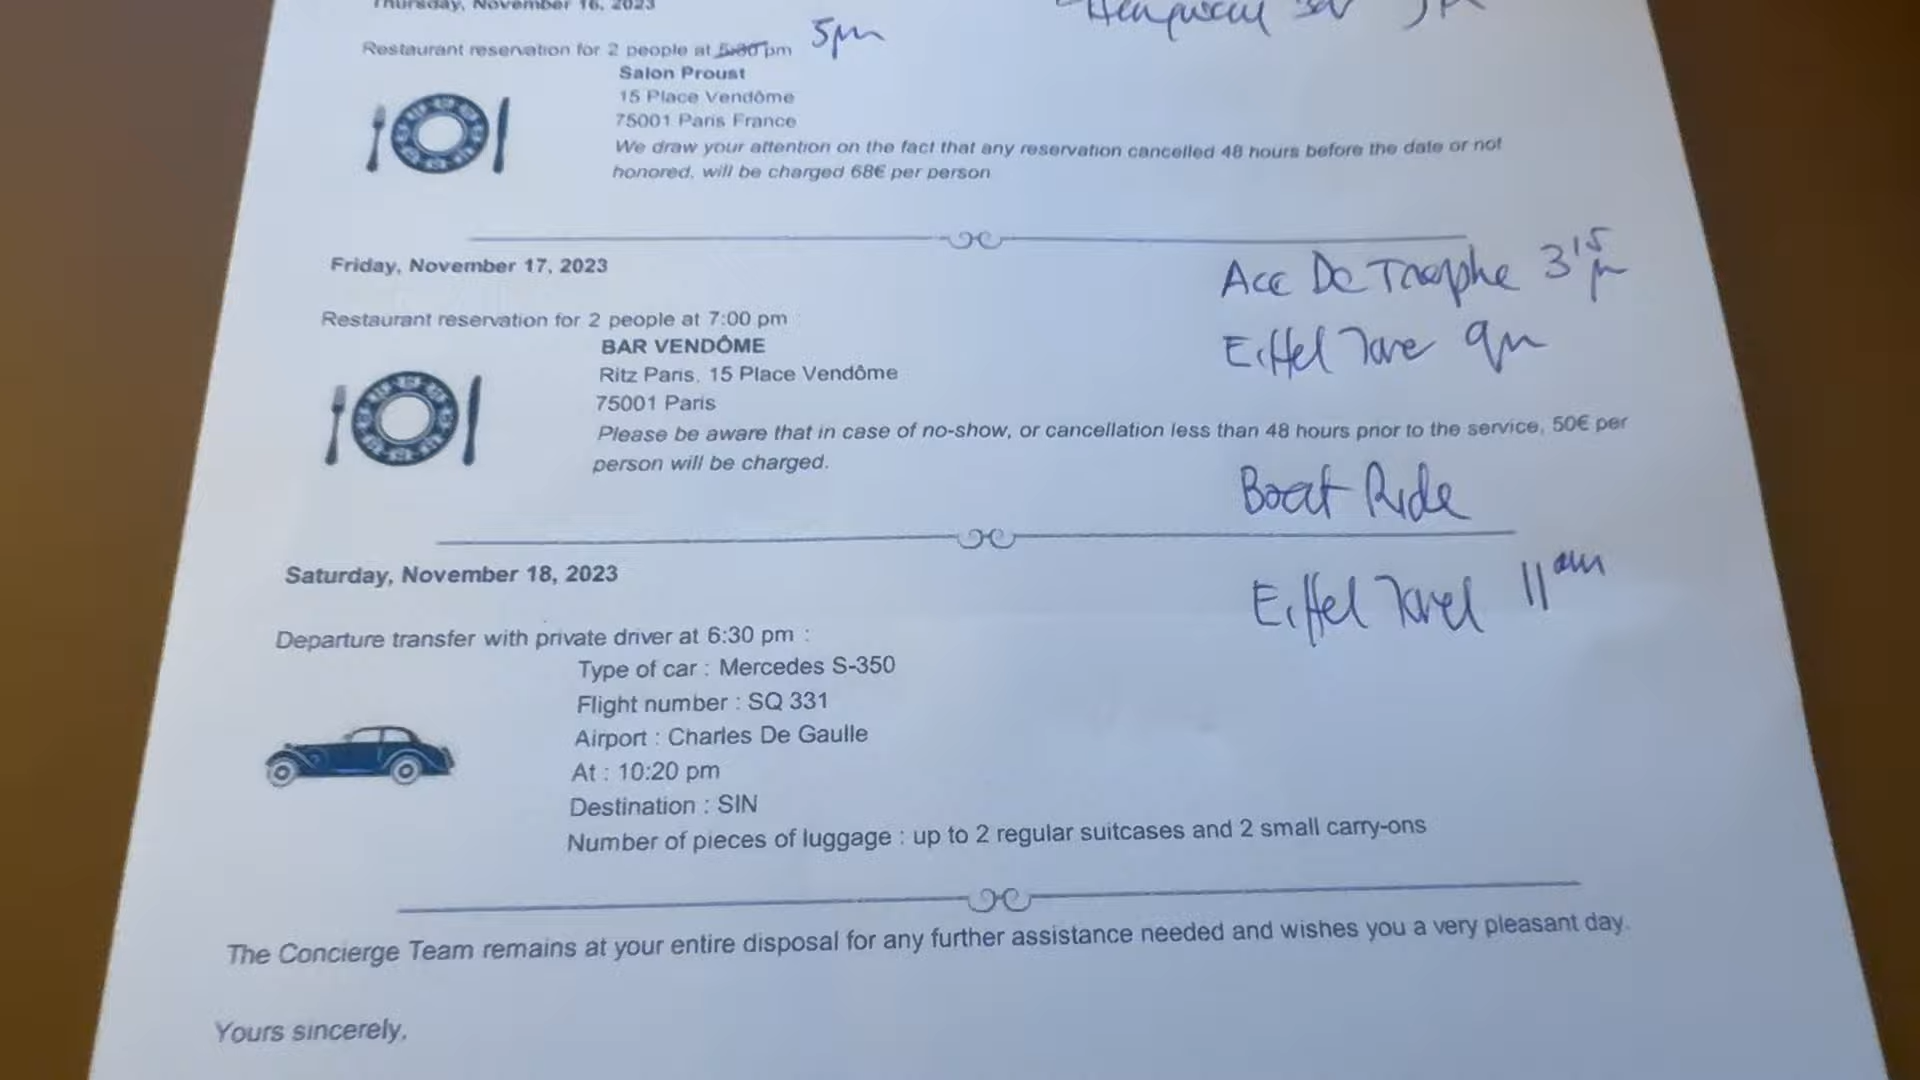 Thursday, November 16, 2023
Restaurant reservation for 2 people at 5:30 pm 5pm
Salon Proust
15 Place Vendôme
75001 Paris France
We draw your attention on the fact that any reservation cancelled 48 hours before the date or not
honored, will be charged 68€ per person
Friday, November 17, 2023
Acc De Trophe 3 15 pm
Restaurant reservation for 2 people at 7:00 pm
BAR VENDÔME
Eiffel 9pm
Ritz Paris, 15 Place Vendôme
75001 Paris
Please be aware that in case of no-show, or cancellation less than 48 hours prior to the service, 50€ per
person will be charged.
Boat Ride
Saturday, November 18, 2023
Eiffel 11am
Departure transfer with private driver at 6:30 pm :
Type of car : Mercedes S-350
Flight number : SQ 331
Airport : Charles De Gaulle
At : 10:20 pm
Destination : SIN
Number of pieces of luggage : up to 2 regular suitcases and 2 small carry-ons
The Concierge Team remains at your entire disposal for any further assistance needed and wishes you a very pleasant day.
Yours sincerely,